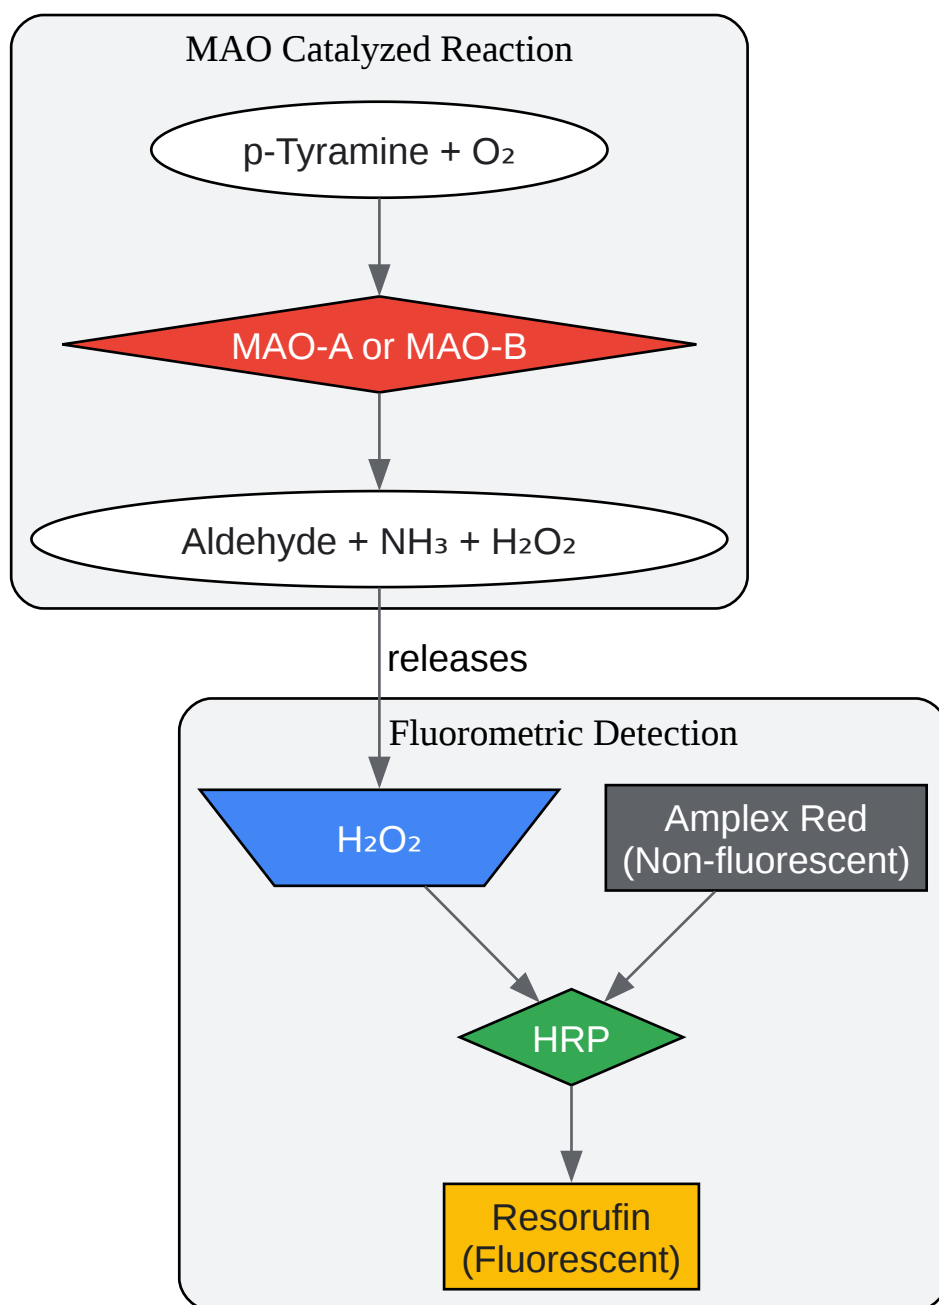 MAO Catalyzed Reaction
p-Tyramine + O₂
MAO-A or MAO-B
Aldehyde + NH₃ + H₂O₂
releases
Fluorometric Detection
H₂O₂
Amplex Red
(Non-fluorescent)
HRP
Resorufin
(Fluorescent)